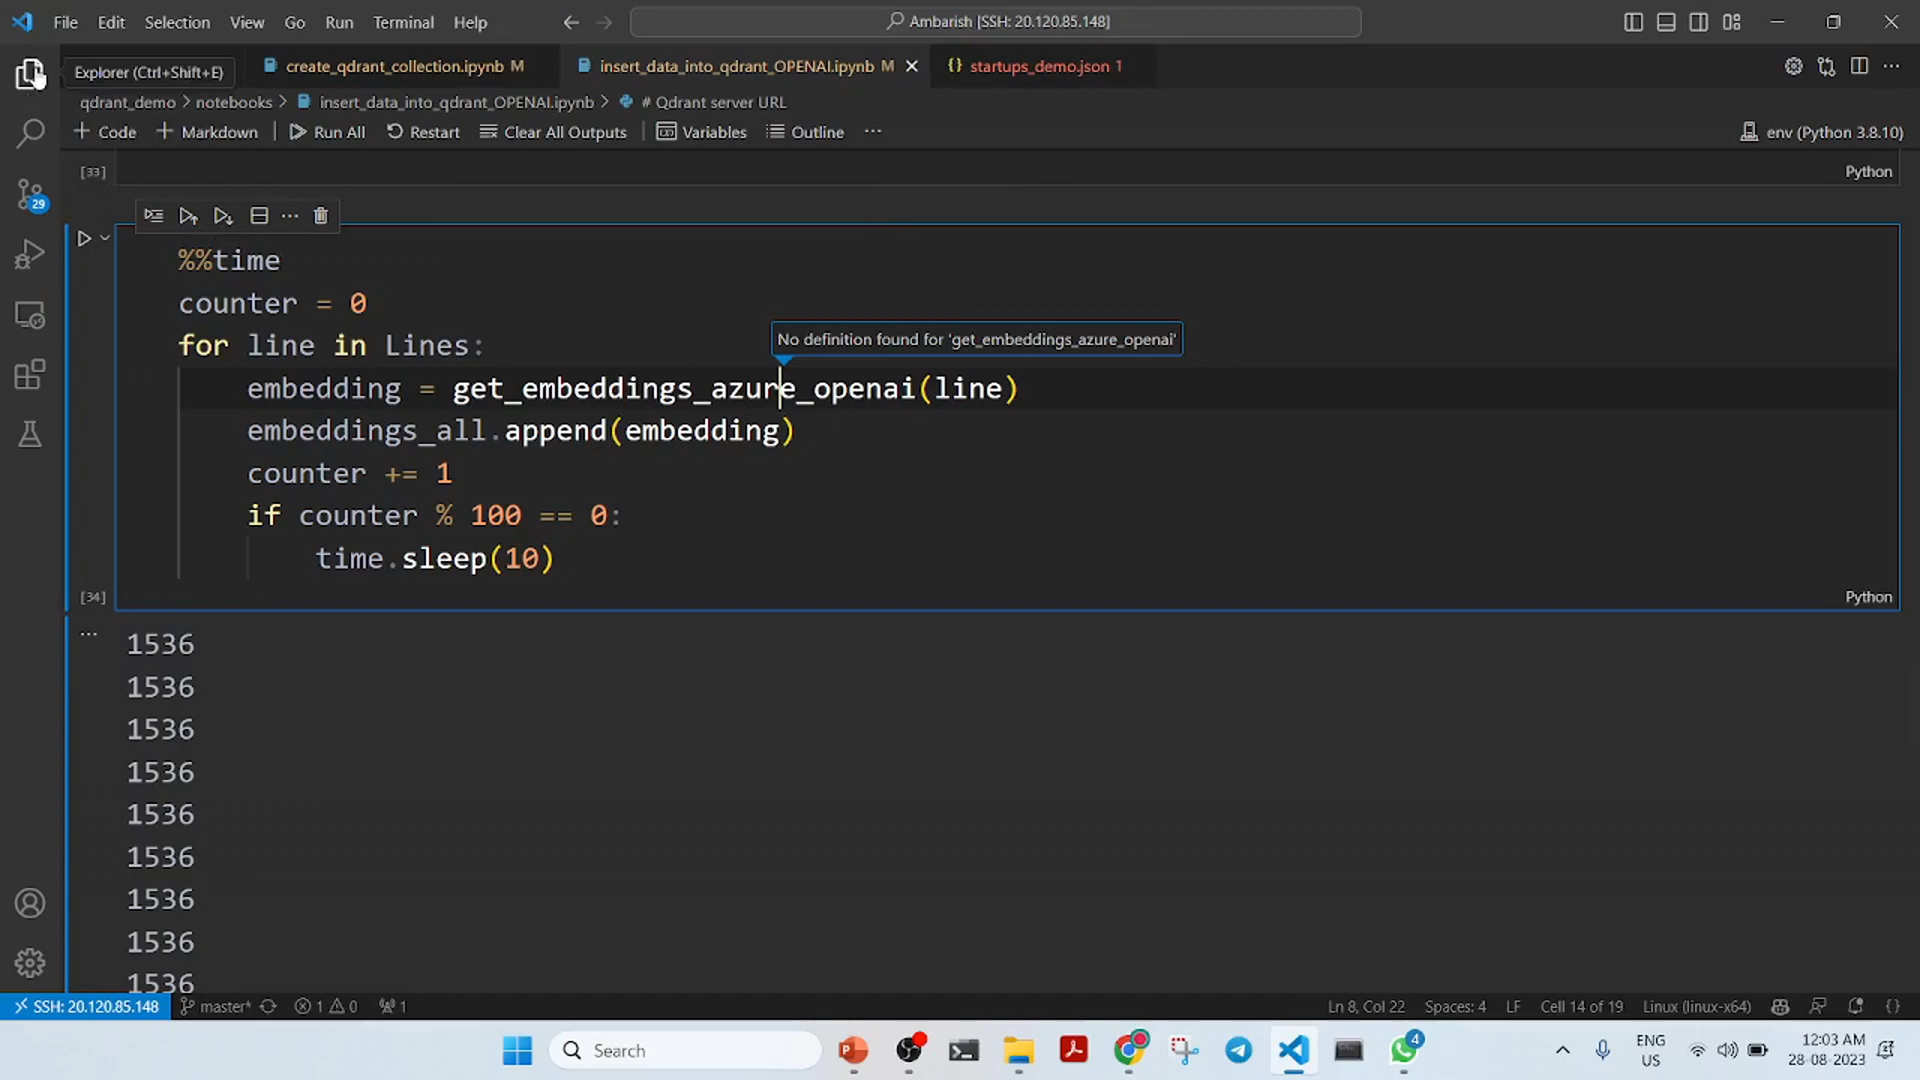 File Edit Selection View Go Run Terminal Help Ambarish [SSH: 20.120.85.148]
Explorer (Ctrl+Shift+E) create_qdrant_collection.ipynb M insert_data_into_qdrant_OPENAI.ipynb M {} startups_demo.json 1
qdrant_demo > notebooks > insert_data_into_qdrant_OPENAI.ipynb > # Qdrant server URL
+ Code + Markdown Run All Restart Clear All Outputs Variables Outline ... env (Python 3.8.10)
[33] Python
%%time
counter = 0
No definition found for 'get_embeddings_azure_openai'
for line in Lines:
embedding = get_embeddings_azure_openai(line)
embeddings_all.append(embedding)
counter += 1
if counter % 100 == 0:
time.sleep(10)
[34] Python
29
1536
1536
1536
1536
1536
1536
1536
1536
1536
SSH: 20.120.85.148 master* 1 0 1 Ln 8, Col 22 Spaces: 4 LF Cell 14 of 19 Linux (linux-x64) {}
Search 4 ENG US 12:03 AM 28-08-2023